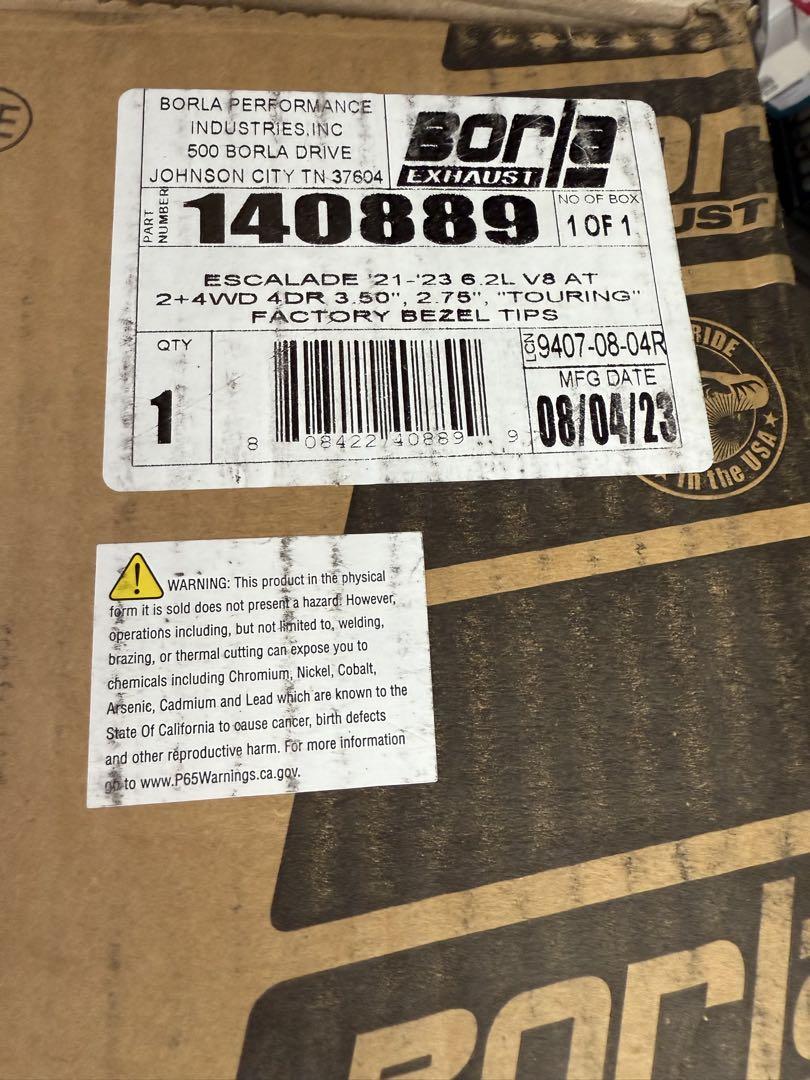 BORLA PERFORMANCE
INDUSTRIES,INC
500 BORLA DRIVE
JOHNSON CITY TN 37604
Borla
EXHAUST
PART NUMBER
140889
NO OF BOX
1 OF 1
ESCALADE '21-'23 6.2L V8 AT
2+4WD 4DR 3.50", 2.75", "TOURING"
FACTORY BEZEL TIPS
QTY
1
8 08422 40889 9
LCN
9407-08-04R
MFG DATE
08/04/23
UST
RIDE
in the USA
WARNING: This product in the physical
form it is sold does not present a hazard. However,
operations including, but not limited to, welding,
brazing, or thermal cutting can expose you to
chemicals including Chromium, Nickel, Cobalt,
Arsenic, Cadmium and Lead which are known to the
State Of California to cause cancer, birth defects
and other reproductive harm. For more information
go to www.P65Warnings.ca.gov.
Borla